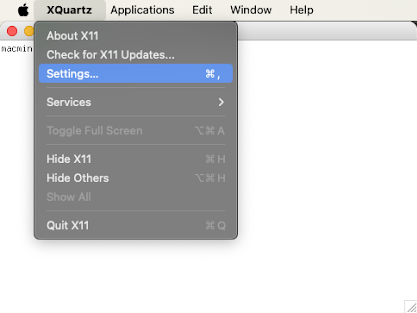 XQuartz Applications Edit Window Help
macmin
About X11
Check for X11 Updates...
Settings... ⌘ ,
Services
Toggle Full Screen ⌥⌘ A
Hide X11 ⌘ H
Hide Others ⌥⌘ H
Show All
Quit X11 ⌘ Q